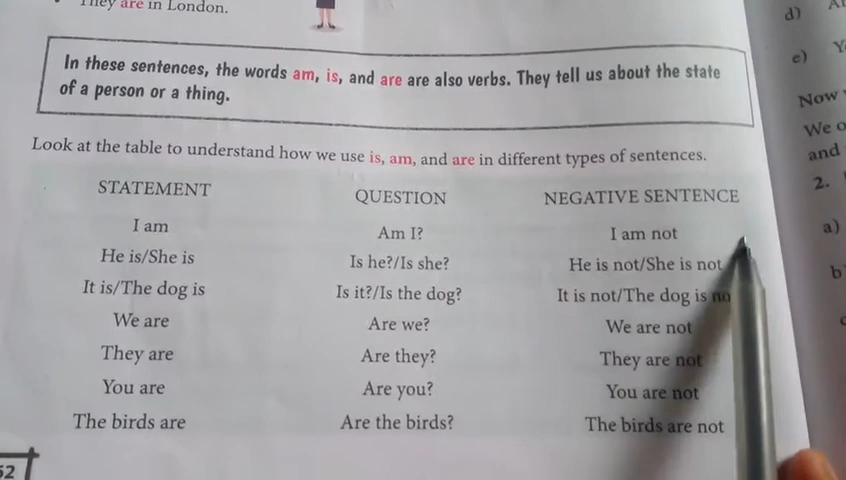 They are in London.
In these sentences, the words am, is, and are are also verbs. They tell us about the state
of a person or a thing.
Look at the table to understand how we use is, am, and are in different types of sentences.
STATEMENT QUESTION NEGATIVE SENTENCE
I am Am I? I am not
He is/She is Is he?/Is she? He is not/She is not
It is/The dog is Is it?/Is the dog? It is not/The dog is no
We are Are we? We are not
They are Are they? They are not
You are Are you? You are not
The birds are Are the birds? The birds are not
52
d)
e)
Now
We
and
2.
a)
b